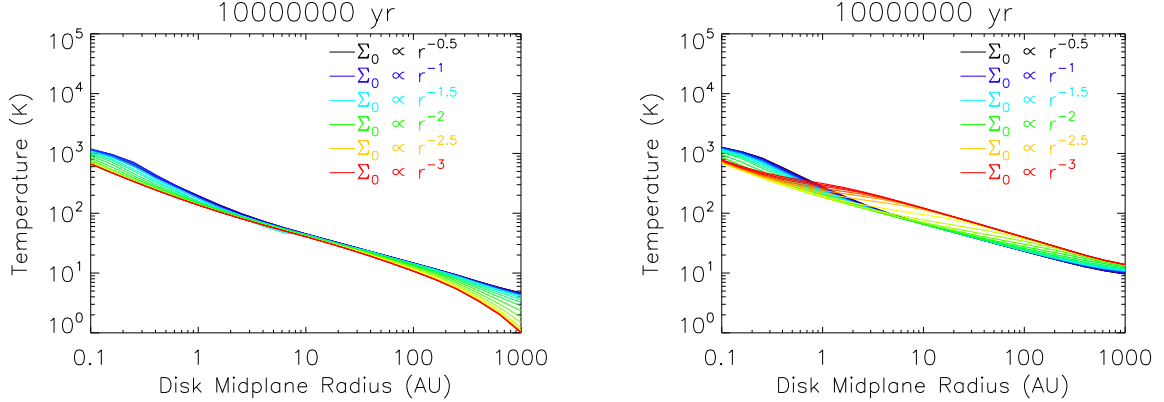 10000000 yr
Temperature (K)
10⁵
10⁴
10³
10²
10¹
10⁰
Σ₀ ∝ r⁻⁰·⁵
Σ₀ ∝ r⁻¹
Σ₀ ∝ r⁻¹·⁵
Σ₀ ∝ r⁻²
Σ₀ ∝ r⁻²·⁵
Σ₀ ∝ r⁻³
0.1 1 10 100 1000
Disk Midplane Radius (AU)
10000000 yr
Temperature (K)
10⁵
10⁴
10³
10²
10¹
10⁰
Σ₀ ∝ r⁻⁰·⁵
Σ₀ ∝ r⁻¹
Σ₀ ∝ r⁻¹·⁵
Σ₀ ∝ r⁻²
Σ₀ ∝ r⁻²·⁵
Σ₀ ∝ r⁻³
0.1 1 10 100 1000
Disk Midplane Radius (AU)